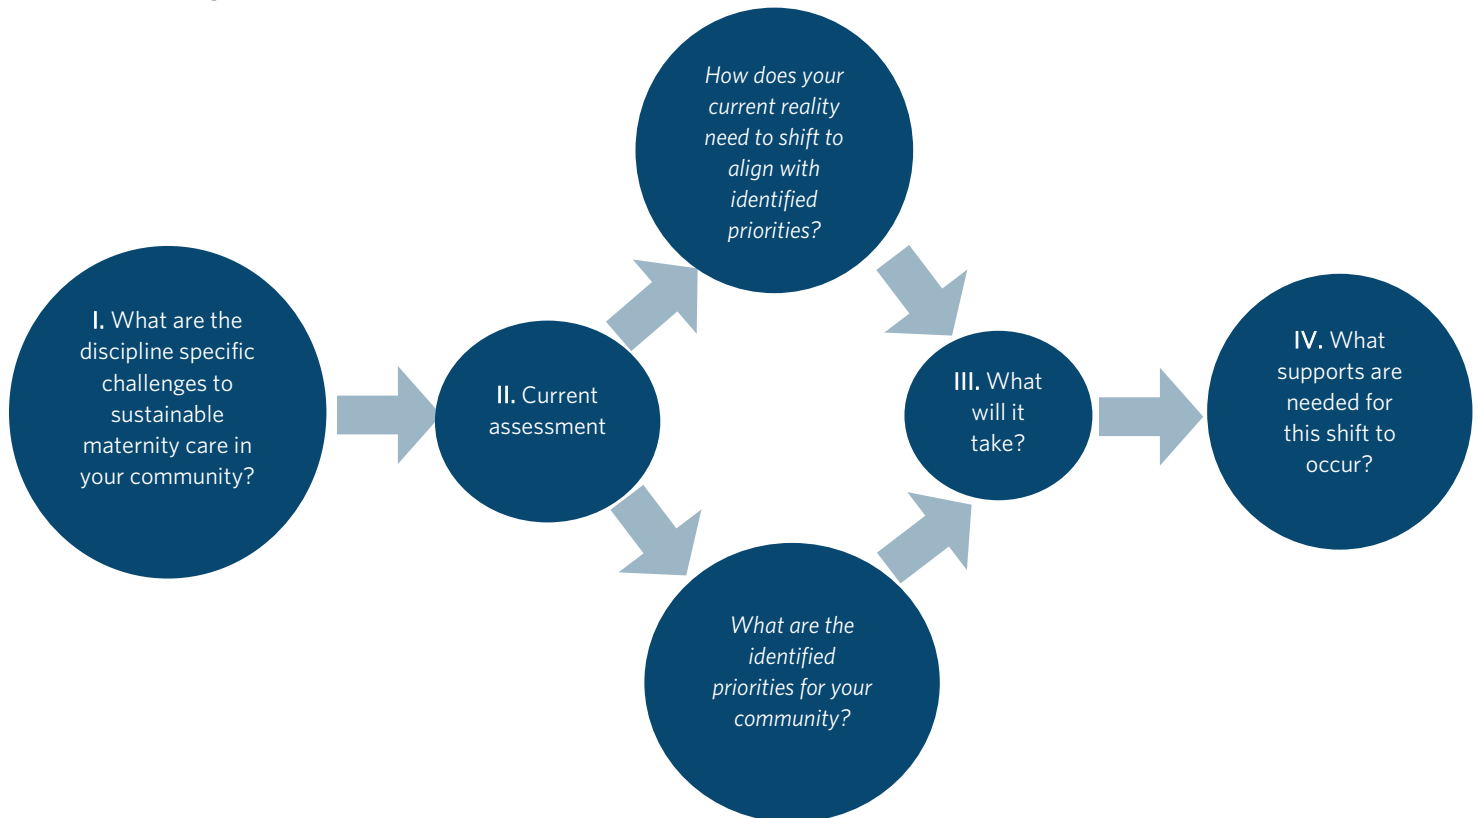 I. What are the
discipline specific
challenges to
sustainable
maternity care in
your community?
II. Current
assessment
How does your
current reality
need to shift to
align with
identified
priorities?
What are the
identified
priorities for your
community?
III. What
will it
take?
IV. What
supports are
needed for
this shift to
occur?